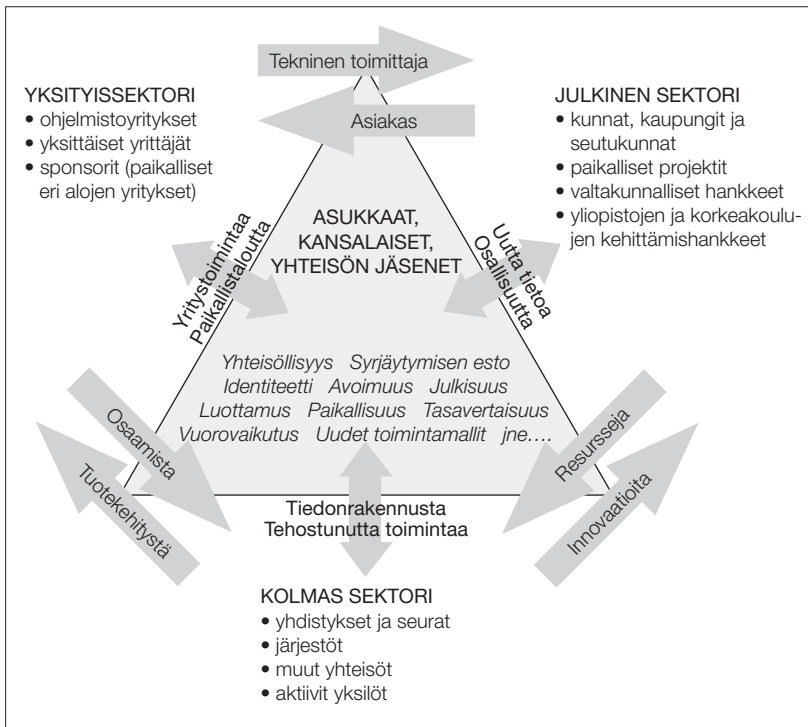 Tekninen toimittaja
Asiakas
YKSITYISSEKTORI
• ohjelmistoyritykset
• yksittäiset yrittäjät
• sponsorit (paikalliset
eri alojen yritykset)
JULKINEN SEKTORI
• kunnat, kaupungit ja
seutukunnat
• paikalliset projektit
• valtakunnalliset hankkeet
• yliopistojen ja korkeakoulu-
jen kehittämishankkeet
ASUKKAAT,
KANSALAISET,
YHTEISÖN JÄSENET
Yritystoimintaa
Paikallistaloutta
Uutta tietoa
Osallisuutta
Yhteisöllisyys Syrjäytymisen esto
Identiteetti Avoimuus Julkisuus
Luottamus Paikallisuus Tasavertaisuus
Vuorovaikutus Uudet toimintamallit jne....
Osaamista
Tuotekehitystä
Resursseja
Innovaatioita
Tiedonrakennusta
Tehostunutta toimintaa
KOLMAS SEKTORI
• yhdistykset ja seurat
• järjestöt
• muut yhteisöt
• aktiivit yksilöt